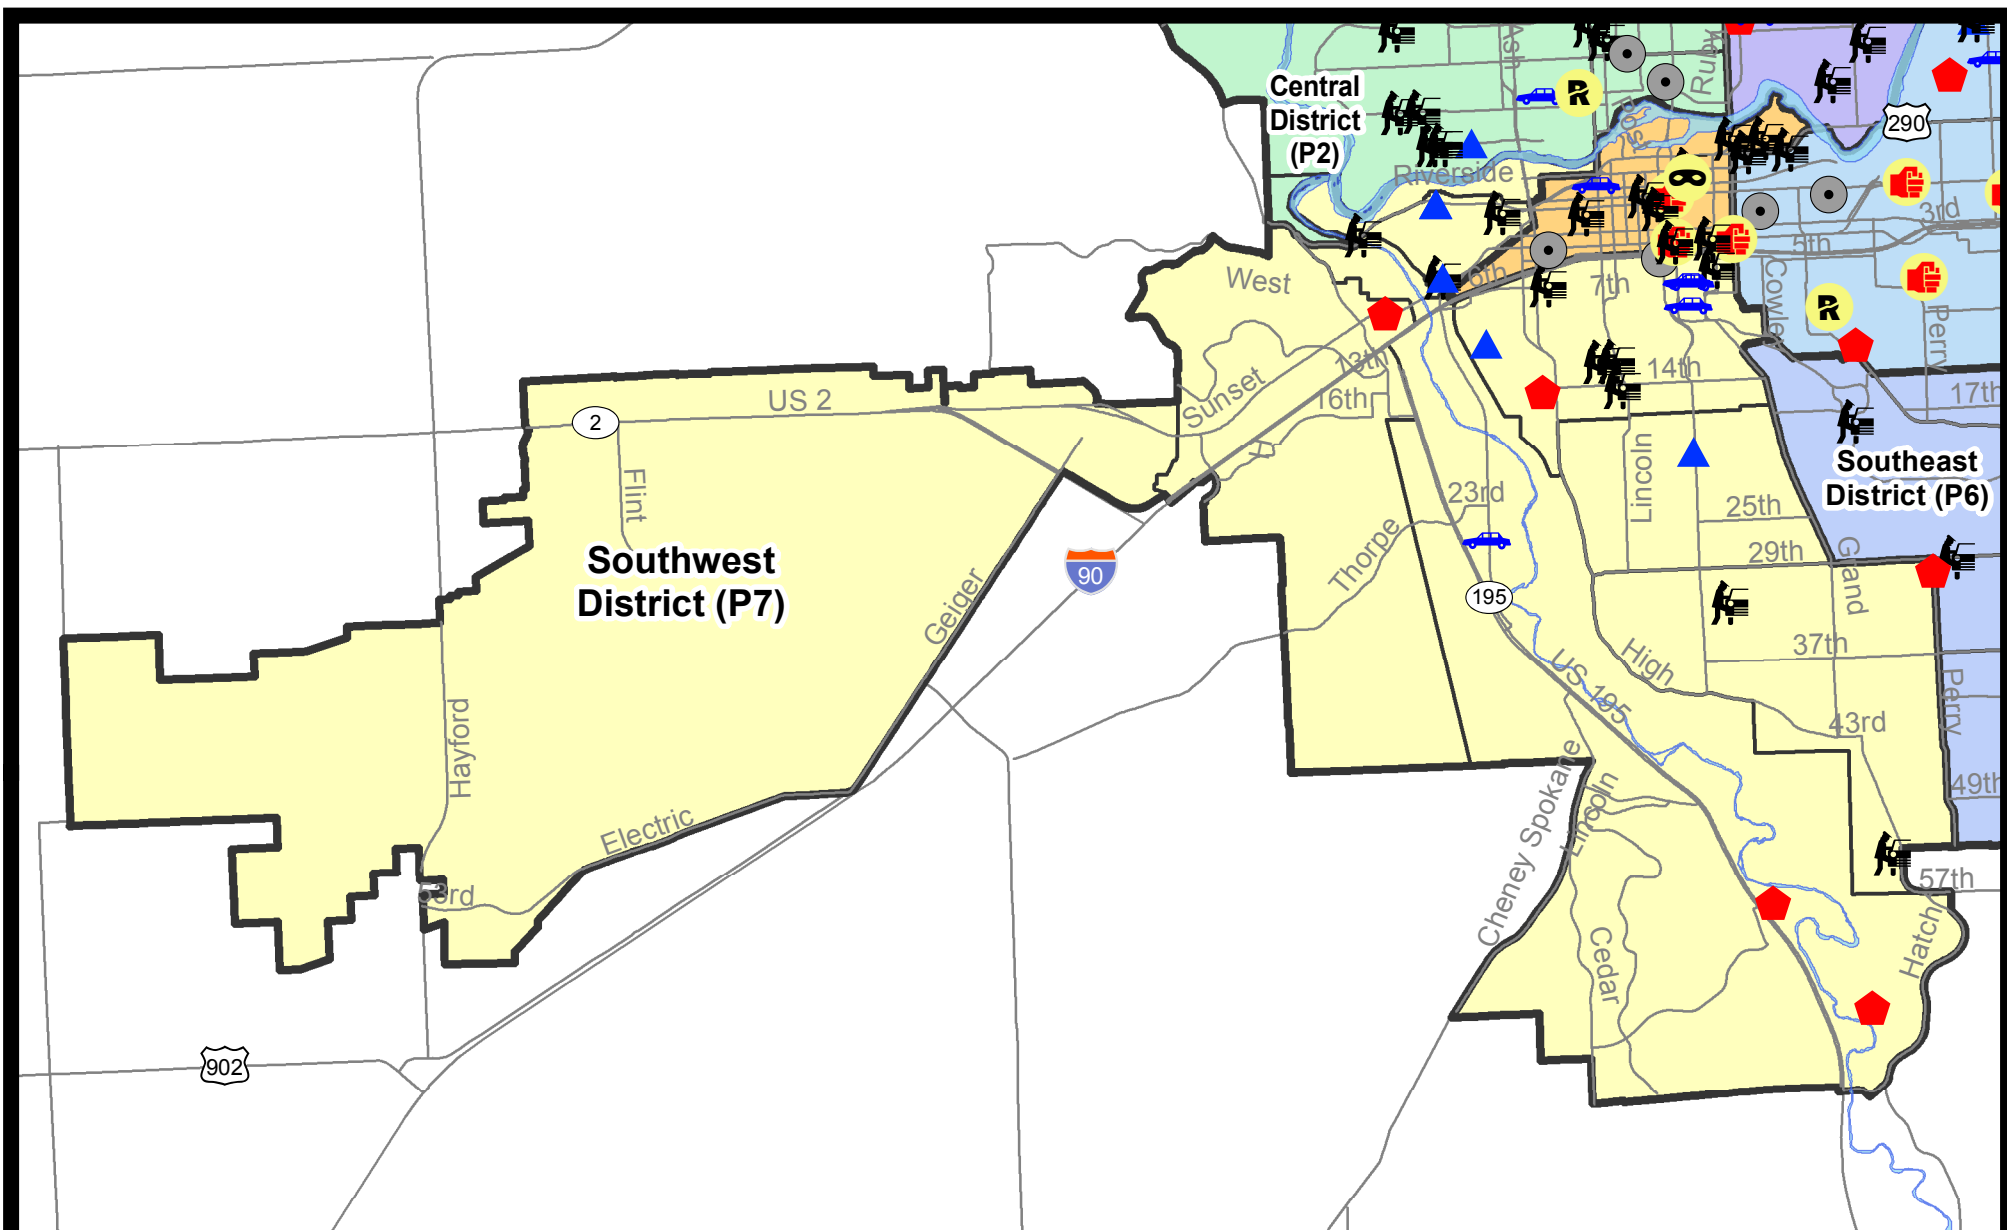 Ash
Ruby
Central
District
(P2)
R
290
Post
Riverside
3rd
5th
West
6th
7th
Cowley
R
Perry
13th
14th
17th
US 2
Sunset
16th
2
Lincoln
Southeast
District (P6)
Flint
23rd
25th
Southwest
District (P7)
90
Thorpe
29th
Grand
Geiger
195
High
37th
US 195
Perry
Hayford
43rd
Cheney Spokane
Lincoln
49th
Electric
53rd
57th
Cedar
Hatch
902